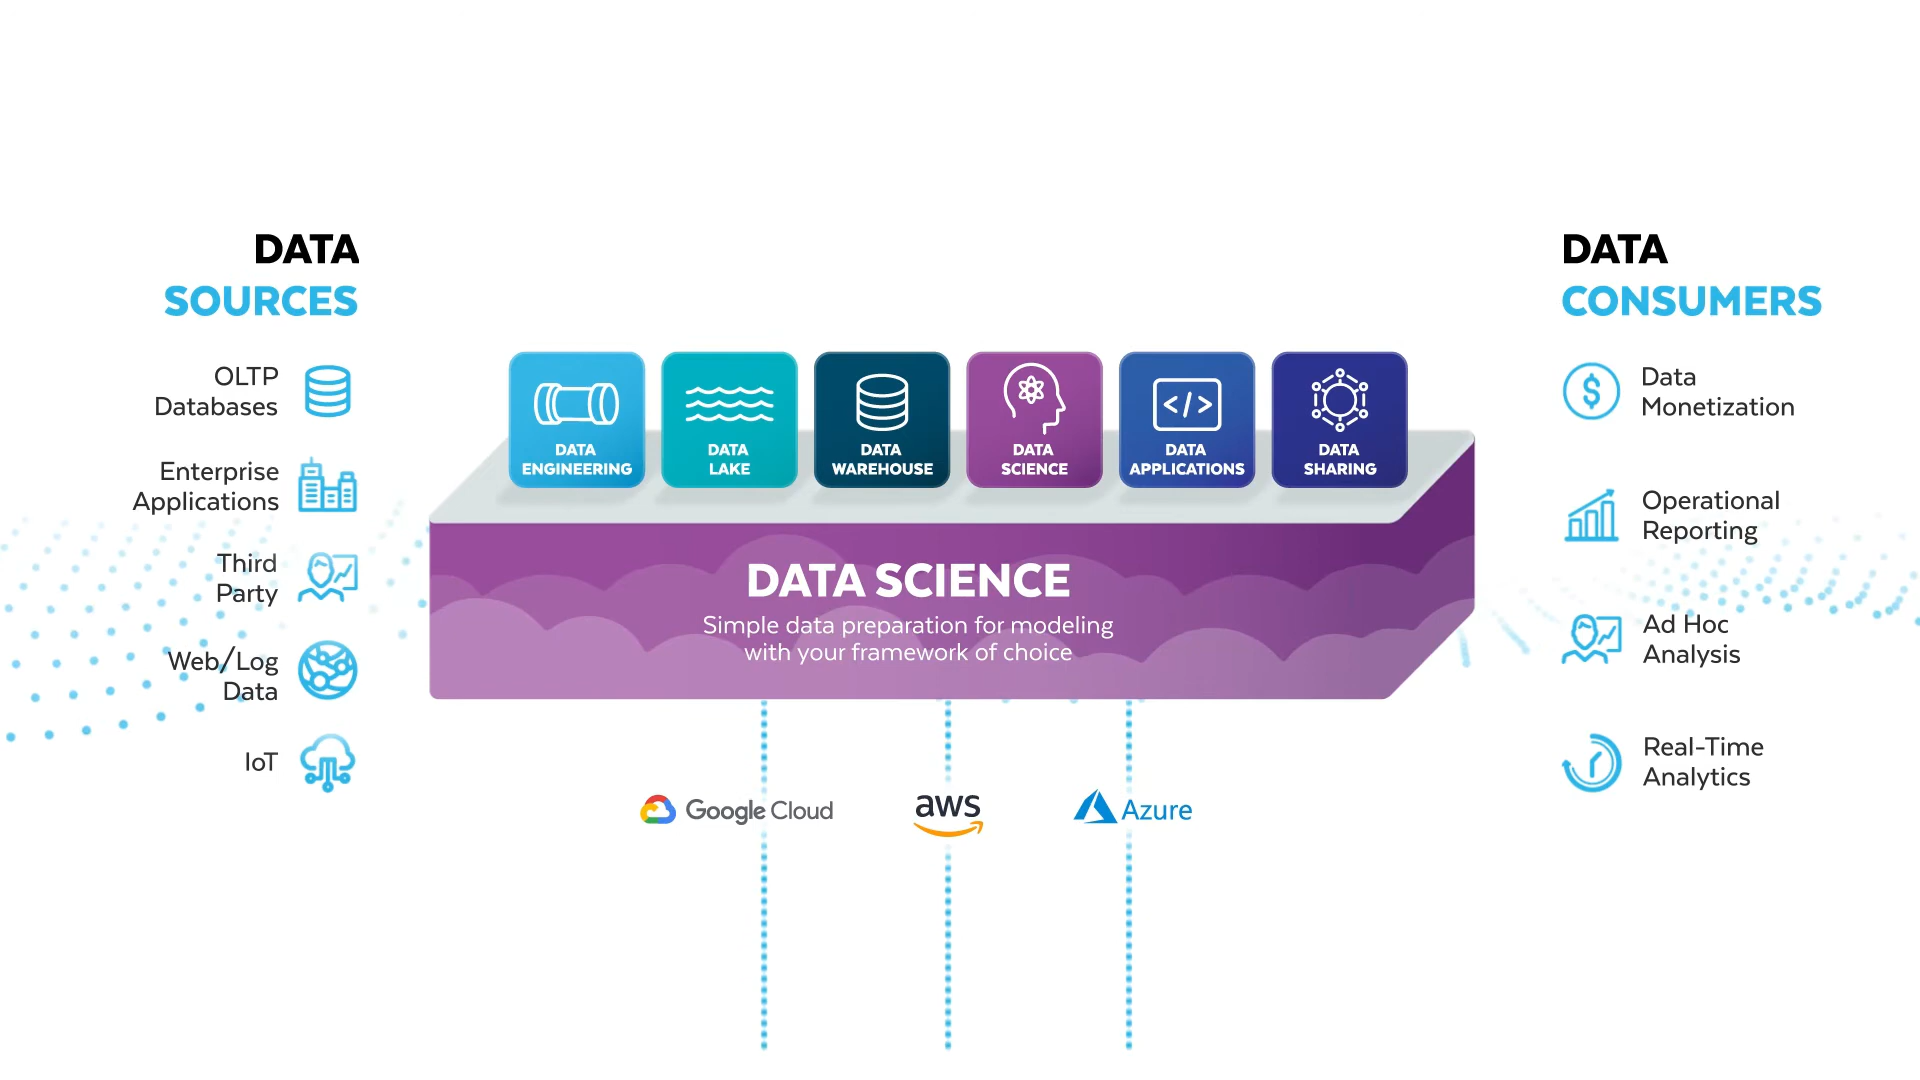 DATA
SOURCES
OLTP
Databases
Enterprise
Applications
Third
Party
Web/Log
Data
IoT
DATA
ENGINEERING
DATA
LAKE
DATA
WAREHOUSE
DATA
SCIENCE
DATA
APPLICATIONS
DATA
SHARING
DATA SCIENCE
Simple data preparation for modeling
with your framework of choice
Google Cloud
aws
Azure
DATA
CONSUMERS
Data
Monetization
Operational
Reporting
Ad Hoc
Analysis
Real-Time
Analytics